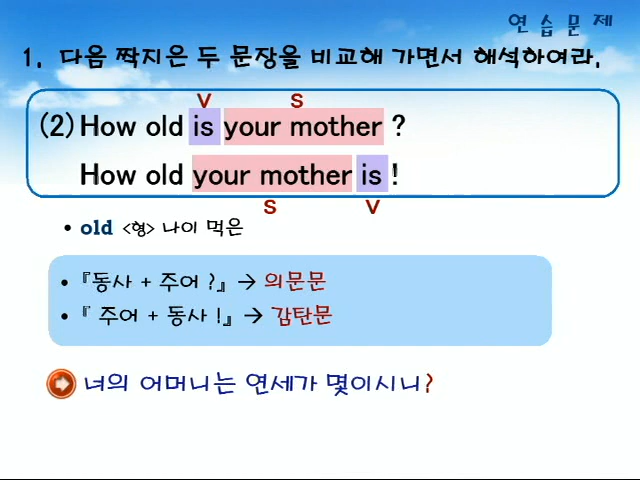 연습문제
1. 다음 짝지은 두 문장을 비교해 가면서 해석하여라.
V S
(2) How old is your mother ?
How old your mother is !
S V
• old <형> 나이 먹은
• 『동사 + 주어 ?』 → 의문문
• 『 주어 + 동사 !』 → 감탄문
너의 어머니는 연세가 몇이시니?